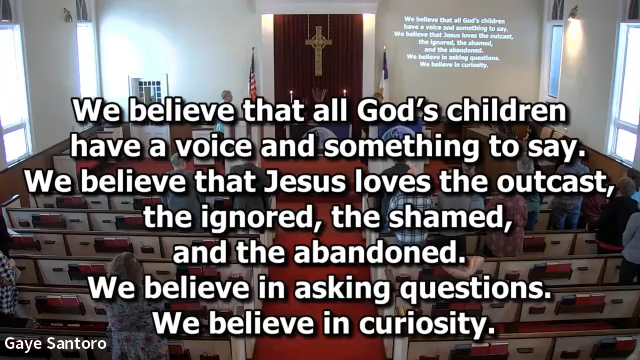 We believe that all God's children
have a voice and something to say.
We believe that Jesus loves the outcast,
the ignored, the shamed,
and the abandoned.
We believe in asking questions.
We believe in curiosity.
We believe that all God's children
have a voice and something to say.
We believe that Jesus loves the outcast,
the ignored, the shamed,
and the abandoned.
We believe in asking questions.
We believe in curiosity.
Gaye Santoro